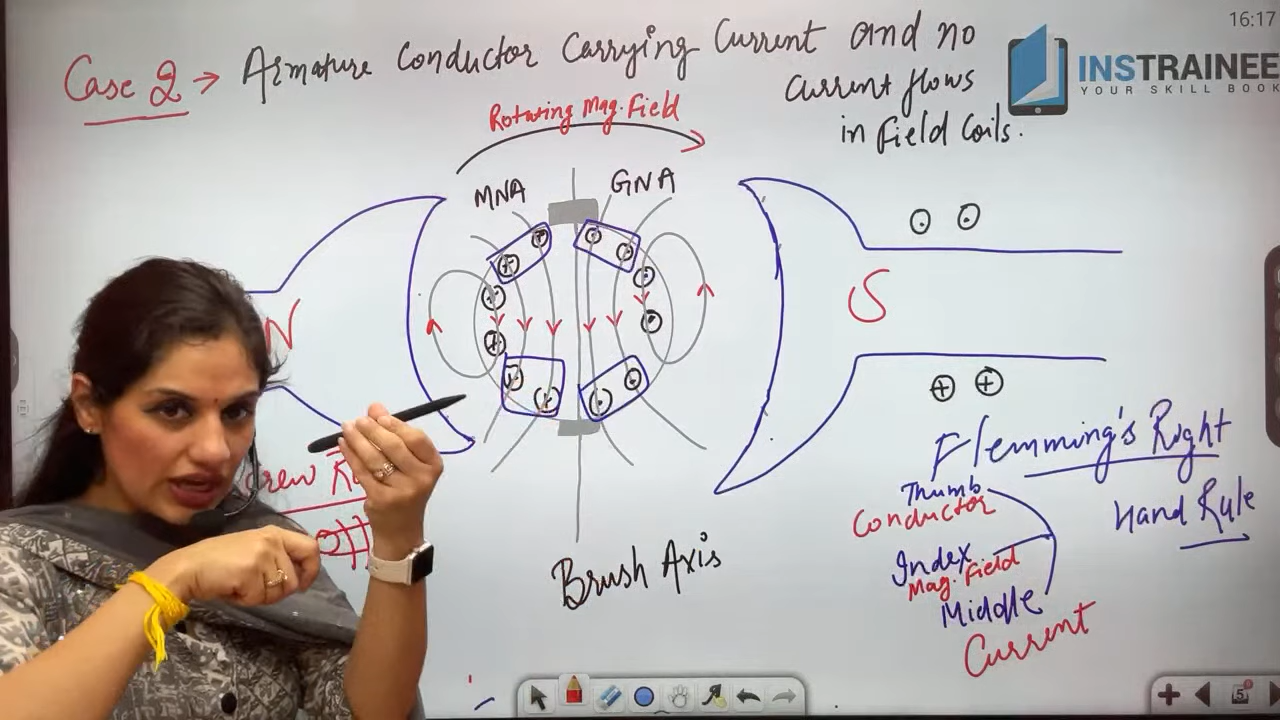 16:17
Case 2 → Armature Conductor Carrying Current and no
Current flows
in Field Coils.
INSTRAINEE
YOUR SKILL BOOK
Rotating Mag. Field
MNA
GNA
N
S
Flemming's Right
Hand Rule
Thumb
Conductor
Index
Mag. Field
Middle
Current
Brush Axis
5